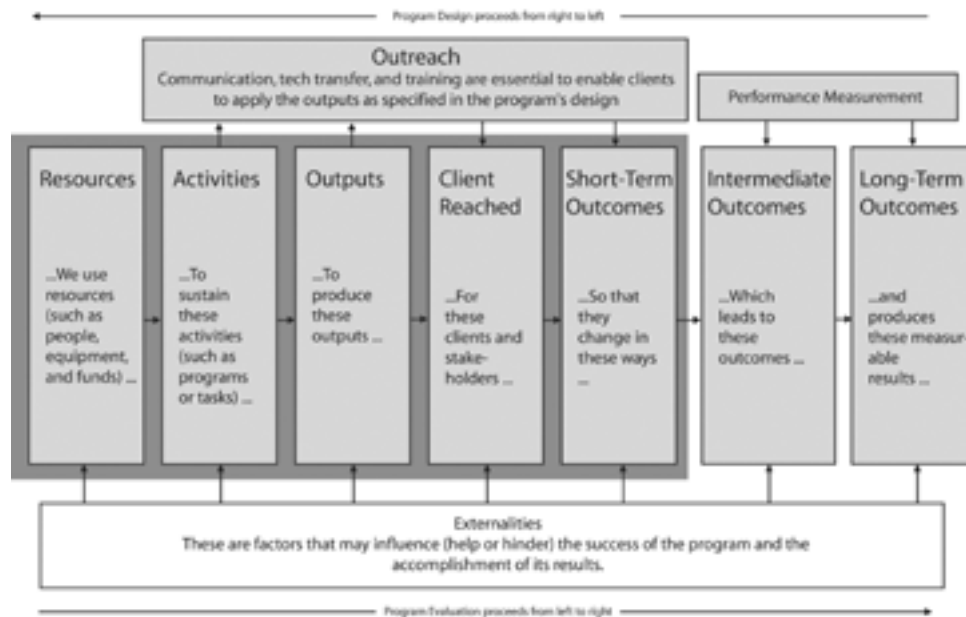 Program Design proceeds from right to left
Outreach
Communication, tech transfer, and training are essential to enable clients
to apply the outputs as specified in the program's design
Performance Measurement
Resources
...We use
resources
(such as
people,
equipment,
and funds) ...
Activities
...To
sustain
these
activities
(such as
programs
or tasks) ...
Outputs
...To
produce
these
outputs ...
Client
Reached
...For
these
clients and
stake-
holders ...
Short-Term
Outcomes
...So that
they
change in
these ways
...
Intermediate
Outcomes
...Which
leads to
these
outcomes ...
Long-Term
Outcomes
...and
produces
these measur-
able
results ...
Externalities
These are factors that may influence (help or hinder) the success of the program and the
accomplishment of its results.
Program Evaluation proceeds from left to right